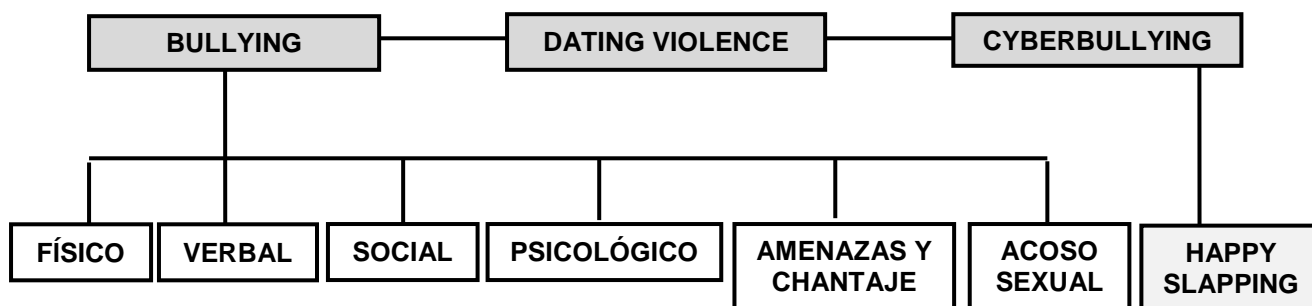 BULLYING
DATING VIOLENCE
CYBERBULLYING
FÍSICO
VERBAL
SOCIAL
PSICOLÓGICO
AMENAZAS Y
CHANTAJE
ACOSO
SEXUAL
HAPPY
SLAPPING